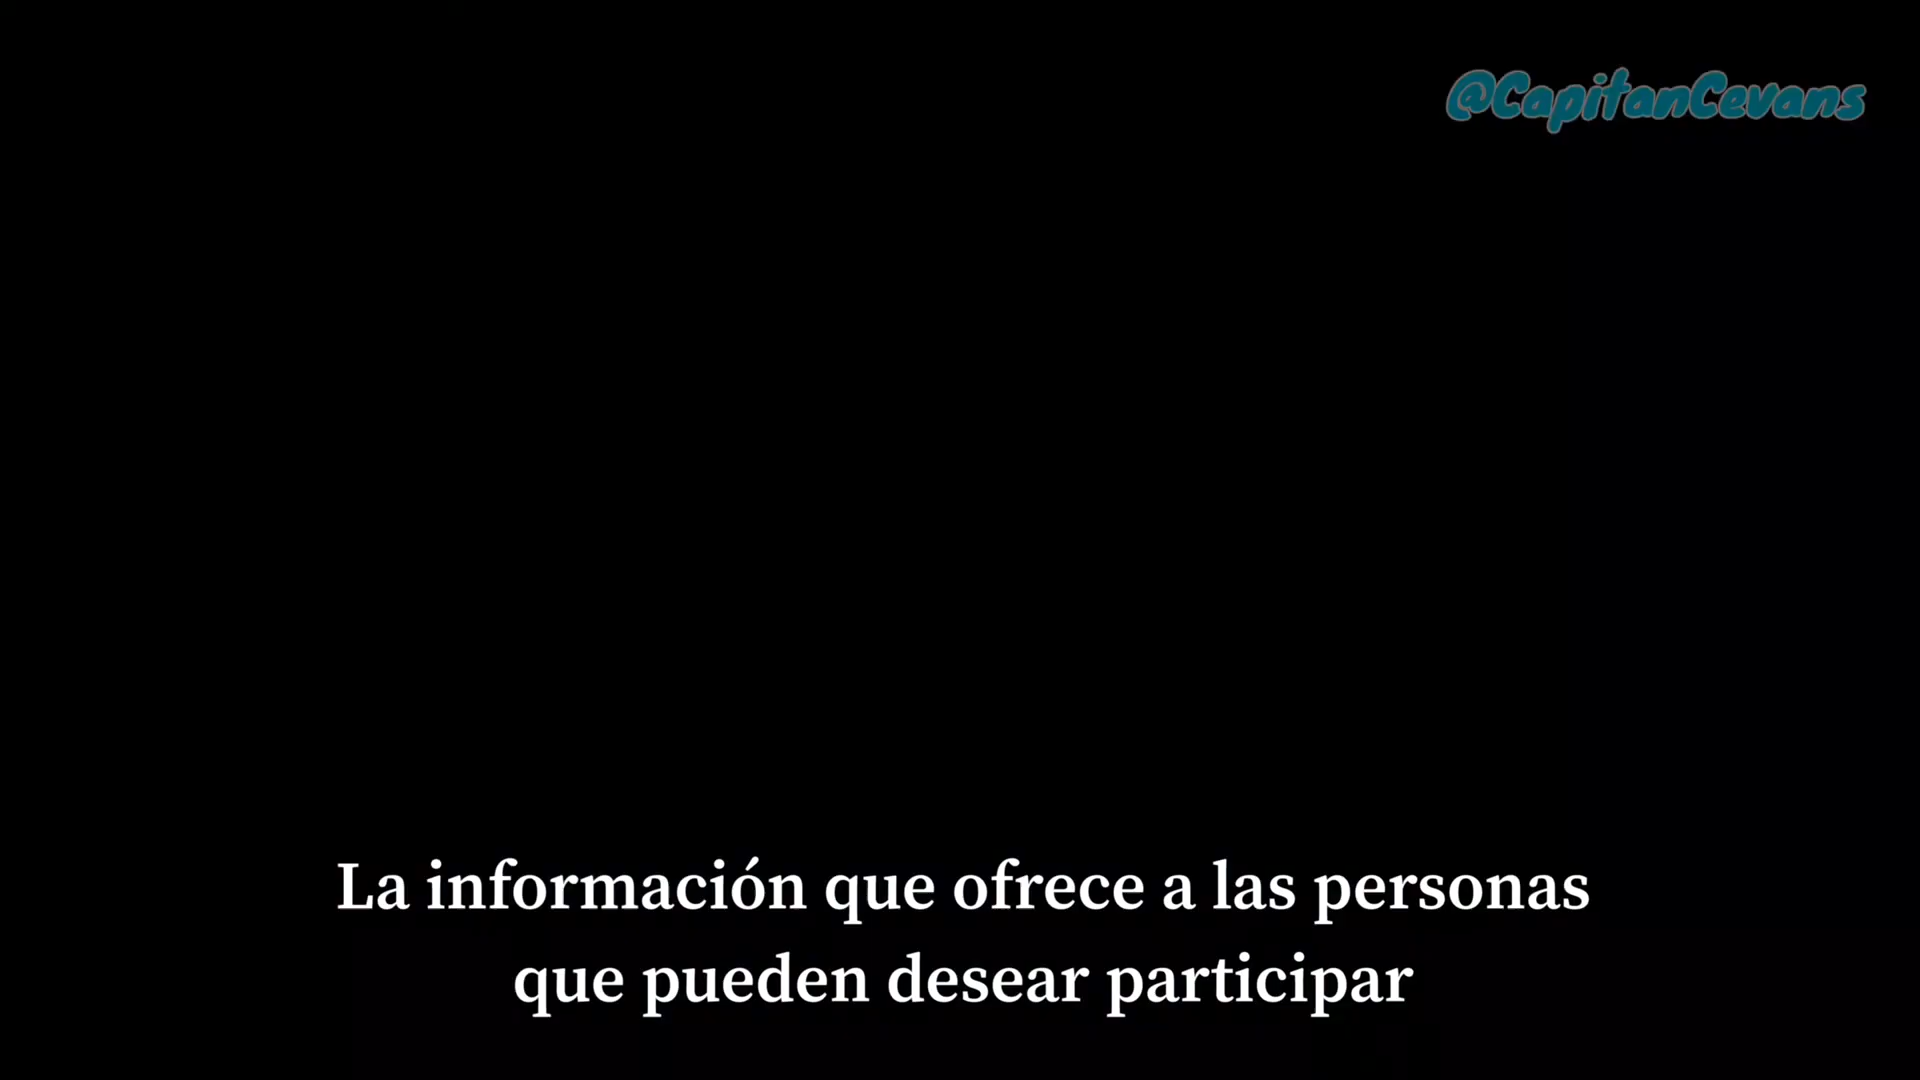 @CapitanCevans
La información que ofrece a las personas
que pueden desear participar